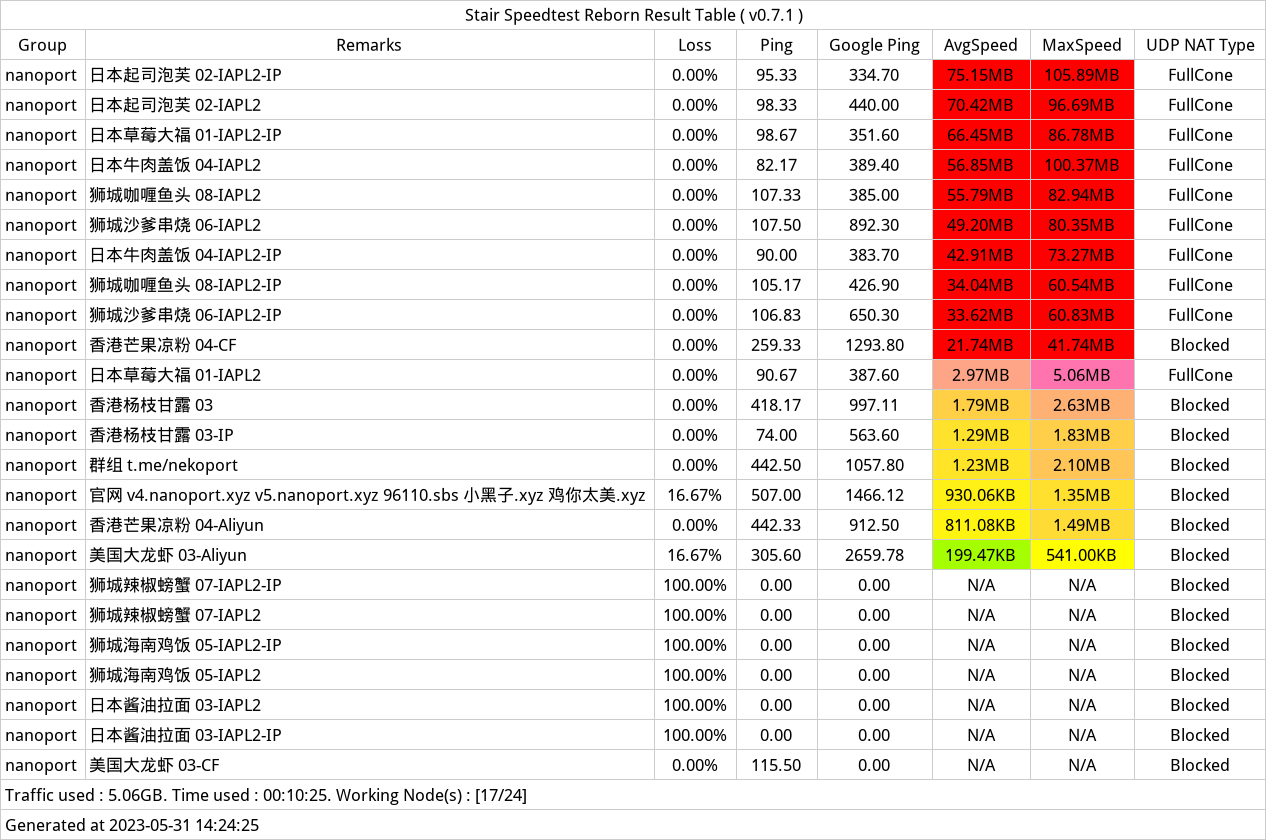 Stair Speedtest Reborn Result Table ( v0.7.1 )
Group Remarks Loss Ping Google Ping AvgSpeed MaxSpeed UDP NAT Type
nanoport 日本起司泡芙 02-IAPL2-IP 0.00% 95.33 334.70 75.15MB 105.89MB FullCone
nanoport 日本起司泡芙 02-IAPL2 0.00% 98.33 440.00 70.42MB 96.69MB FullCone
nanoport 日本草莓大福 01-IAPL2-IP 0.00% 98.67 351.60 66.45MB 86.78MB FullCone
nanoport 日本牛肉盖饭 04-IAPL2 0.00% 82.17 389.40 56.85MB 100.37MB FullCone
nanoport 狮城咖喱鱼头 08-IAPL2 0.00% 107.33 385.00 55.79MB 82.94MB FullCone
nanoport 狮城沙爹串烧 06-IAPL2 0.00% 107.50 892.30 49.20MB 80.35MB FullCone
nanoport 日本牛肉盖饭 04-IAPL2-IP 0.00% 90.00 383.70 42.91MB 73.27MB FullCone
nanoport 狮城咖喱鱼头 08-IAPL2-IP 0.00% 105.17 426.90 34.04MB 60.54MB FullCone
nanoport 狮城沙爹串烧 06-IAPL2-IP 0.00% 106.83 650.30 33.62MB 60.83MB FullCone
nanoport 香港芒果凉粉 04-CF 0.00% 259.33 1293.80 21.74MB 41.74MB Blocked
nanoport 日本草莓大福 01-IAPL2 0.00% 90.67 387.60 2.97MB 5.06MB FullCone
nanoport 香港杨枝甘露 03 0.00% 418.17 997.11 1.79MB 2.63MB Blocked
nanoport 香港杨枝甘露 03-IP 0.00% 74.00 563.60 1.29MB 1.83MB Blocked
nanoport 群组 t.me/nekoport 0.00% 442.50 1057.80 1.23MB 2.10MB Blocked
nanoport 官网 v4.nanoport.xyz v5.nanoport.xyz 96110.sbs 小黑子.xyz 鸡你太美.xyz 16.67% 507.00 1466.12 930.06KB 1.35MB Blocked
nanoport 香港芒果凉粉 04-Aliyun 0.00% 442.33 912.50 811.08KB 1.49MB Blocked
nanoport 美国大龙虾 03-Aliyun 16.67% 305.60 2659.78 199.47KB 541.00KB Blocked
nanoport 狮城辣椒螃蟹 07-IAPL2-IP 100.00% 0.00 0.00 N/A N/A Blocked
nanoport 狮城辣椒螃蟹 07-IAPL2 100.00% 0.00 0.00 N/A N/A Blocked
nanoport 狮城海南鸡饭 05-IAPL2-IP 100.00% 0.00 0.00 N/A N/A Blocked
nanoport 狮城海南鸡饭 05-IAPL2 100.00% 0.00 0.00 N/A N/A Blocked
nanoport 日本酱油拉面 03-IAPL2 100.00% 0.00 0.00 N/A N/A Blocked
nanoport 日本酱油拉面 03-IAPL2-IP 100.00% 0.00 0.00 N/A N/A Blocked
nanoport 美国大龙虾 03-CF 0.00% 115.50 0.00 N/A N/A Blocked
Traffic used : 5.06GB. Time used : 00:10:25. Working Node(s) : [17/24]
Generated at 2023-05-31 14:24:25